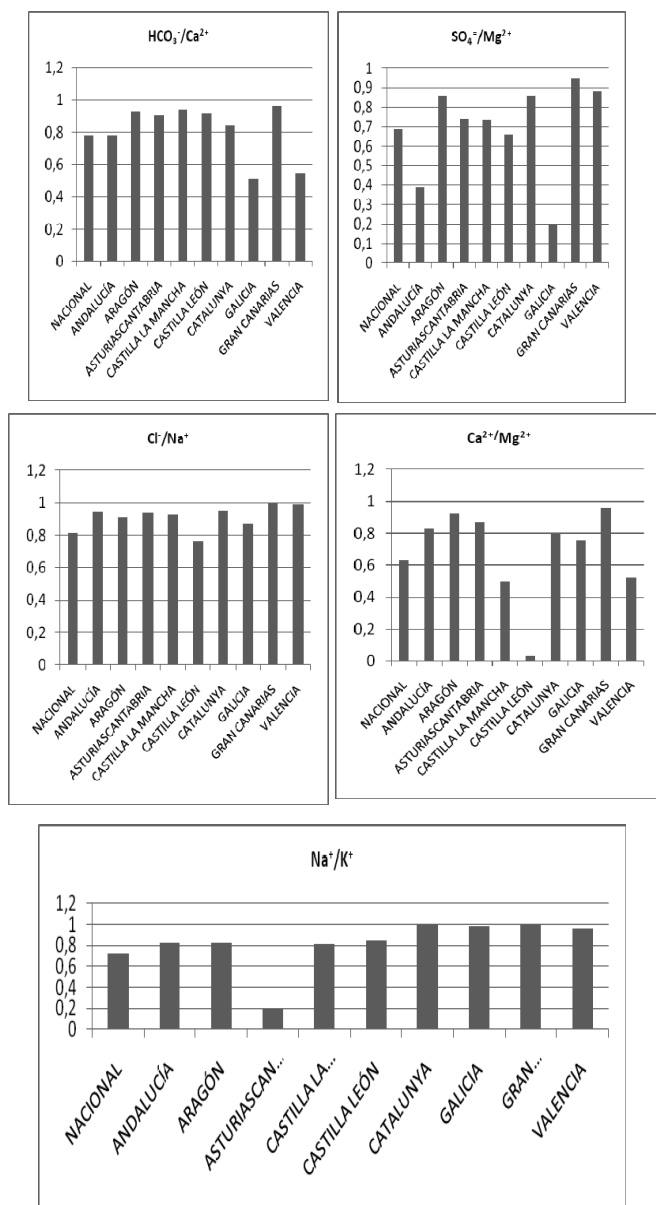 HCO₃⁻/Ca²⁺
1,2
1
0,8
0,6
0,4
0,2
0
NACIONAL
ANDALUCÍA
ARAGÓN
ASTURIASCANTABRIA
CASTILLA LA MANCHA
CASTILLA LEÓN
CATALUNYA
GALICIA
GRAN CANARIAS
VALENCIA
SO₄⁼/Mg²⁺
1
0,9
0,8
0,7
0,6
0,5
0,4
0,3
0,2
0,1
0
NACIONAL
ANDALUCÍA
ARAGÓN
ASTURIASCANTABRIA
CASTILLA LA MANCHA
CASTILLA LEÓN
CATALUNYA
GALICIA
GRAN CANARIAS
VALENCIA
Cl⁻/Na⁺
1,2
1
0,8
0,6
0,4
0,2
0
NACIONAL
ANDALUCÍA
ARAGÓN
ASTURIASCANTABRIA
CASTILLA LA MANCHA
CASTILLA LEÓN
CATALUNYA
GALICIA
GRAN CANARIAS
VALENCIA
Ca²⁺/Mg²⁺
1,2
1
0,8
0,6
0,4
0,2
0
NACIONAL
ANDALUCÍA
ARAGÓN
ASTURIASCANTABRIA
CASTILLA LA MANCHA
CASTILLA LEÓN
CATALUNYA
GALICIA
GRAN CANARIAS
VALENCIA
Na⁺/K⁺
1,2
1
0,8
0,6
0,4
0,2
0
NACIONAL
ANDALUCÍA
ARAGÓN
ASTURIASCAN...
CASTILLA LA...
CASTILLA LEÓN
CATALUNYA
GALICIA
GRAN...
VALENCIA